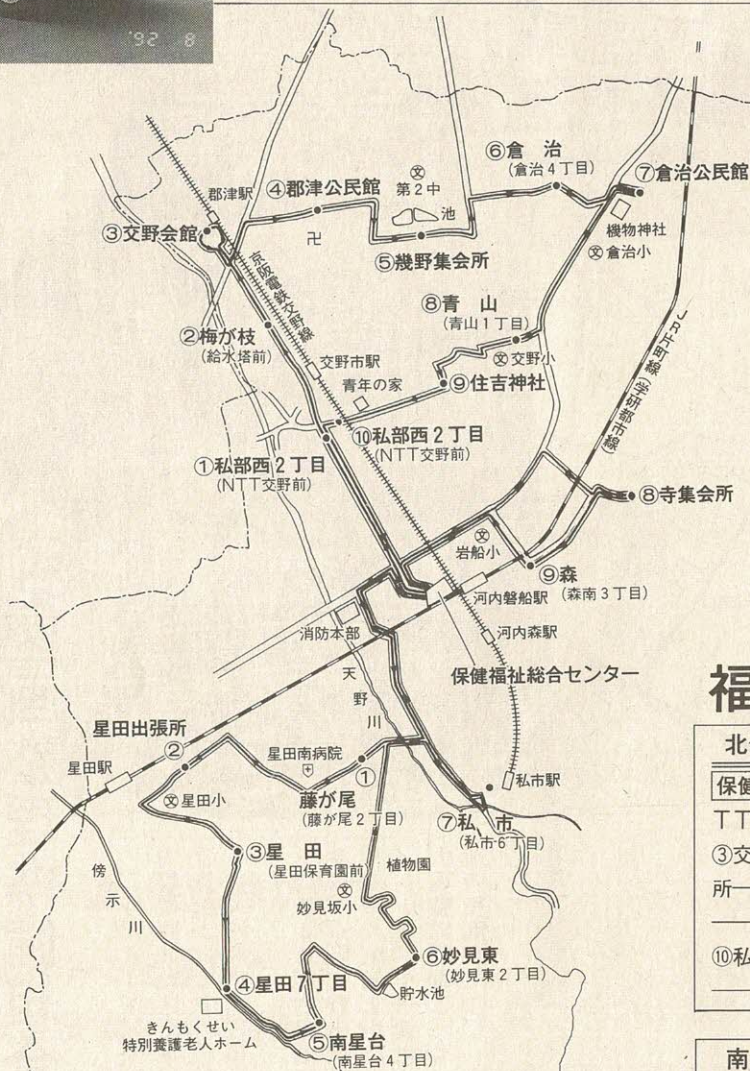 '92 8
⑥倉 治
(倉治4丁目)
⑦倉治公民館
郡津駅
④郡津公民館
第2中
池
機物神社
倉治小
③交野会館
⑤幾野集会所
京阪電鉄交野線
⑧青 山
(青山1丁目)
JR片町線(学研都市線)
②梅が枝
(給水塔前)
交野市駅
交野小
青年の家
⑨住吉神社
⑩私部西2丁目
(NTT交野前)
①私部西2丁目
(NTT交野前)
⑧寺集会所
岩船小
⑨森
(森南3丁目)
河内磐船駅
消防本部
河内森駅
天野川
保健福祉総合センター
星田出張所
②
星田駅
星田南病院
①
藤が尾
(藤が尾2丁目)
星田小
私市駅
⑦私 市
(私市6丁目)
③星 田
(星田保育園前)
植物園
傍示川
妙見坂小
⑥妙見東
(妙見東2丁目)
④星田7丁目
貯水池
きんもくせい
特別養護老人ホーム
⑤南星台
(南星台4丁目)
福
北
保健
TT
③交
所
⑩私
南